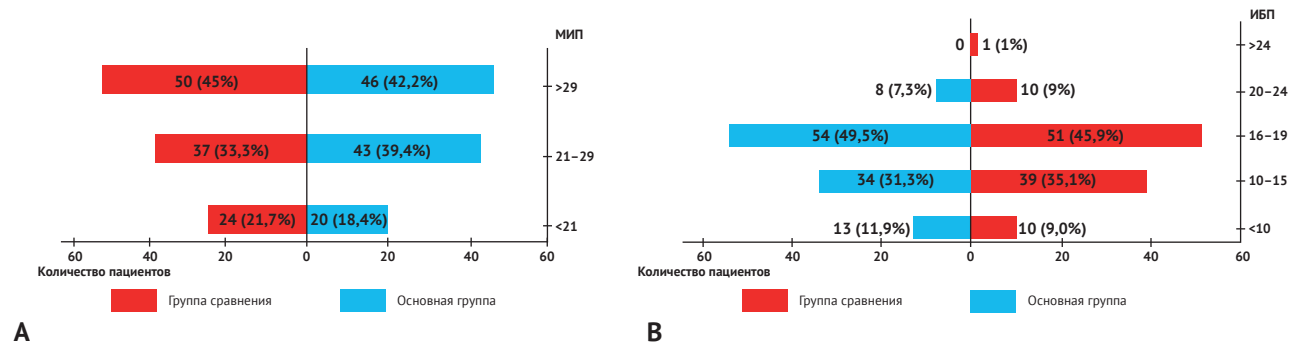 МИП
50 (45%) 46 (42,2%) >29
37 (33,3%) 43 (39,4%) 21–29
24 (21,7%) 20 (18,4%) <21
60 40 20 0 20 40 60
Количество пациентов
Группа сравнения Основная группа
А
ИБП
0 1 (1%) >24
8 (7,3%) 10 (9%) 20–24
54 (49,5%) 51 (45,9%) 16–19
34 (31,3%) 39 (35,1%) 10–15
13 (11,9%) 10 (9,0%) <10
60 40 20 0 20 40 60
Количество пациентов
Группа сравнения Основная группа
В